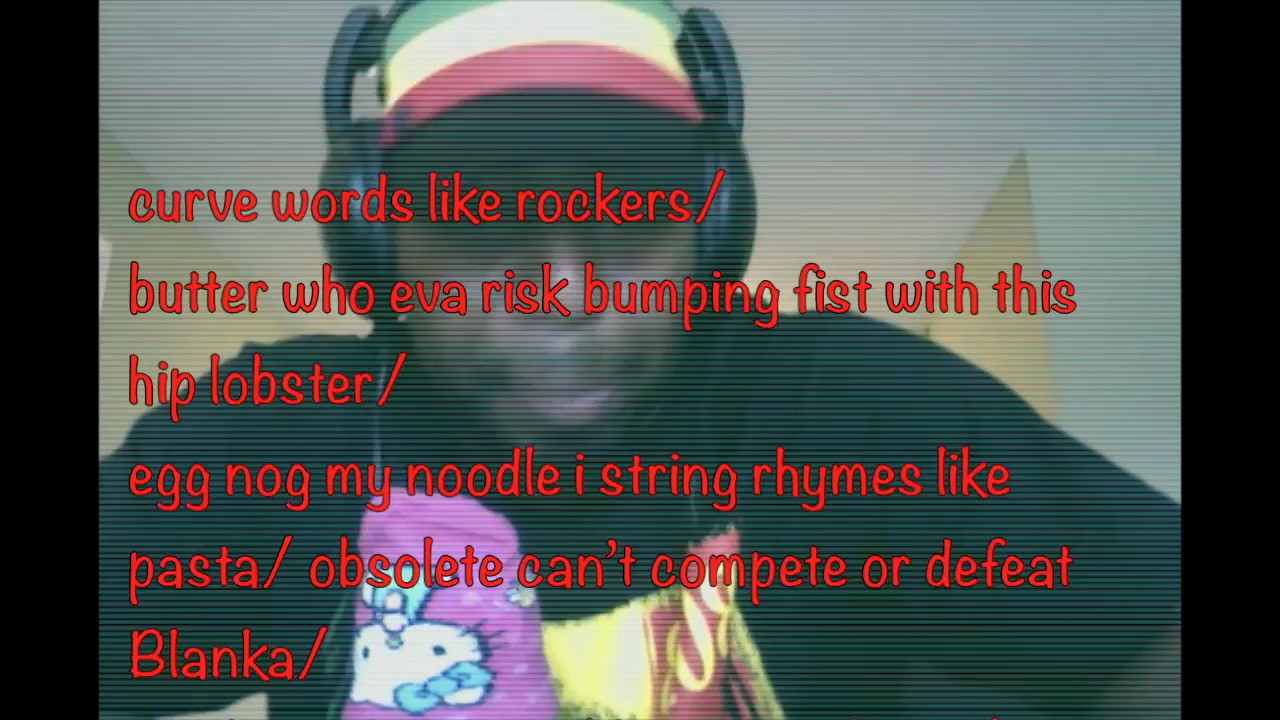 curve words like rockers/
butter who eva risk bumping fist with this
hip lobster/
egg nog my noodle i string rhymes like
pasta/ obsolete can't compete or defeat
Blanka/